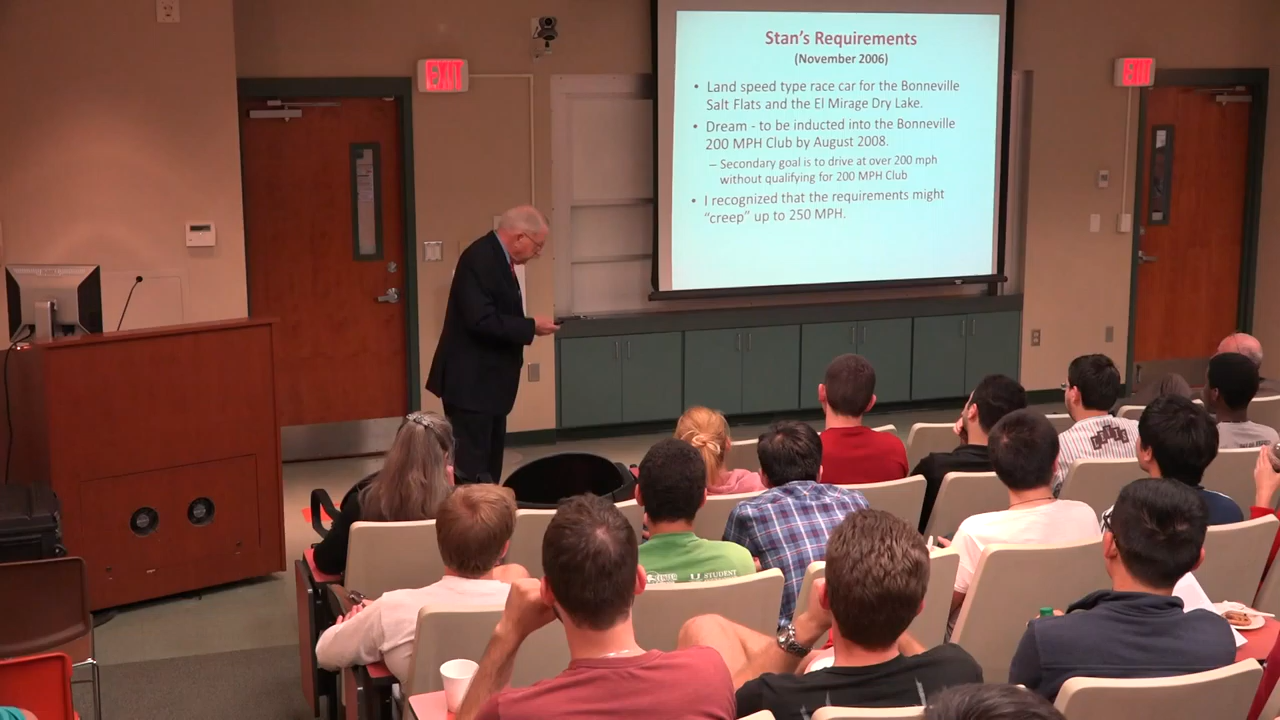 EXIT
EXIT
Stan's Requirements
(November 2006)
• Land speed type race car for the Bonneville
Salt Flats and the El Mirage Dry Lake.
• Dream - to be inducted into the Bonneville
200 MPH Club by August 2008.
– Secondary goal is to drive at over 200 mph
without qualifying for 200 MPH Club
• I recognized that the requirements might
"creep" up to 250 MPH.
STATE
STUDENT